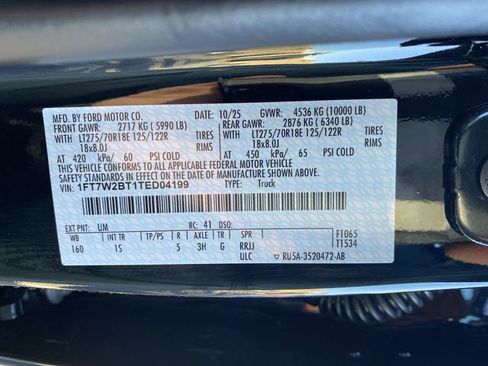 MFD. BY FORD MOTOR CO. 10/25 GVWR: 4536 KG (10000 LB)
FRONT GAWR: 2717 KG (5990 LB) REAR GAWR: 2876 KG (6340 LB)
WITH LT275/70R18E 125/122R TIRES WITH LT275/70R18E 125/122R TIRES
18x8.0J RIMS 18x8.0J RIMS
AT 420 kPa/ 60 PSI COLD AT 450 kPa/ 65 PSI COLD
THIS VEHICLE CONFORMS TO ALL APPLICABLE FEDERAL MOTOR VEHICLE
SAFETY STANDARDS IN EFFECT ON THE DATE OF MANUFACTURE SHOWN ABOVE.
VIN: 1FT7W2BT1TED04199 TYPE: Truck
EXT PNT: UM RC: 41 DSO:
WB INT TR TP/PS R AXLE TR SPR F1065
160 1S 5 3H G RRJJ T1534
ULC RU5A-3520472-AB